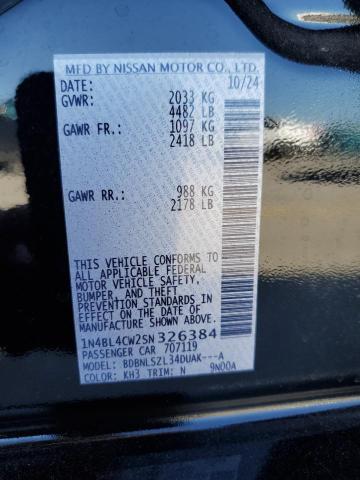 MFD BY NISSAN MOTOR CO., LTD.
DATE: 10/24
GVWR: 2033 KG
4482 LB
GAWR FR.: 1097 KG
2418 LB
GAWR RR.: 988 KG
2178 LB
THIS VEHICLE CONFORMS TO
ALL APPLICABLE FEDERAL
MOTOR VEHICLE SAFETY,
BUMPER, AND THEFT
PREVENTION STANDARDS IN
EFFECT ON THE DATE OF
MANUFACTURE SHOWN ABOVE.
1N4BL4CW2SN326384
PASSENGER CAR 707119
MODEL: BDBNLSZL34DUAK---A
COLOR: KH3 TRIM: N 9N00A